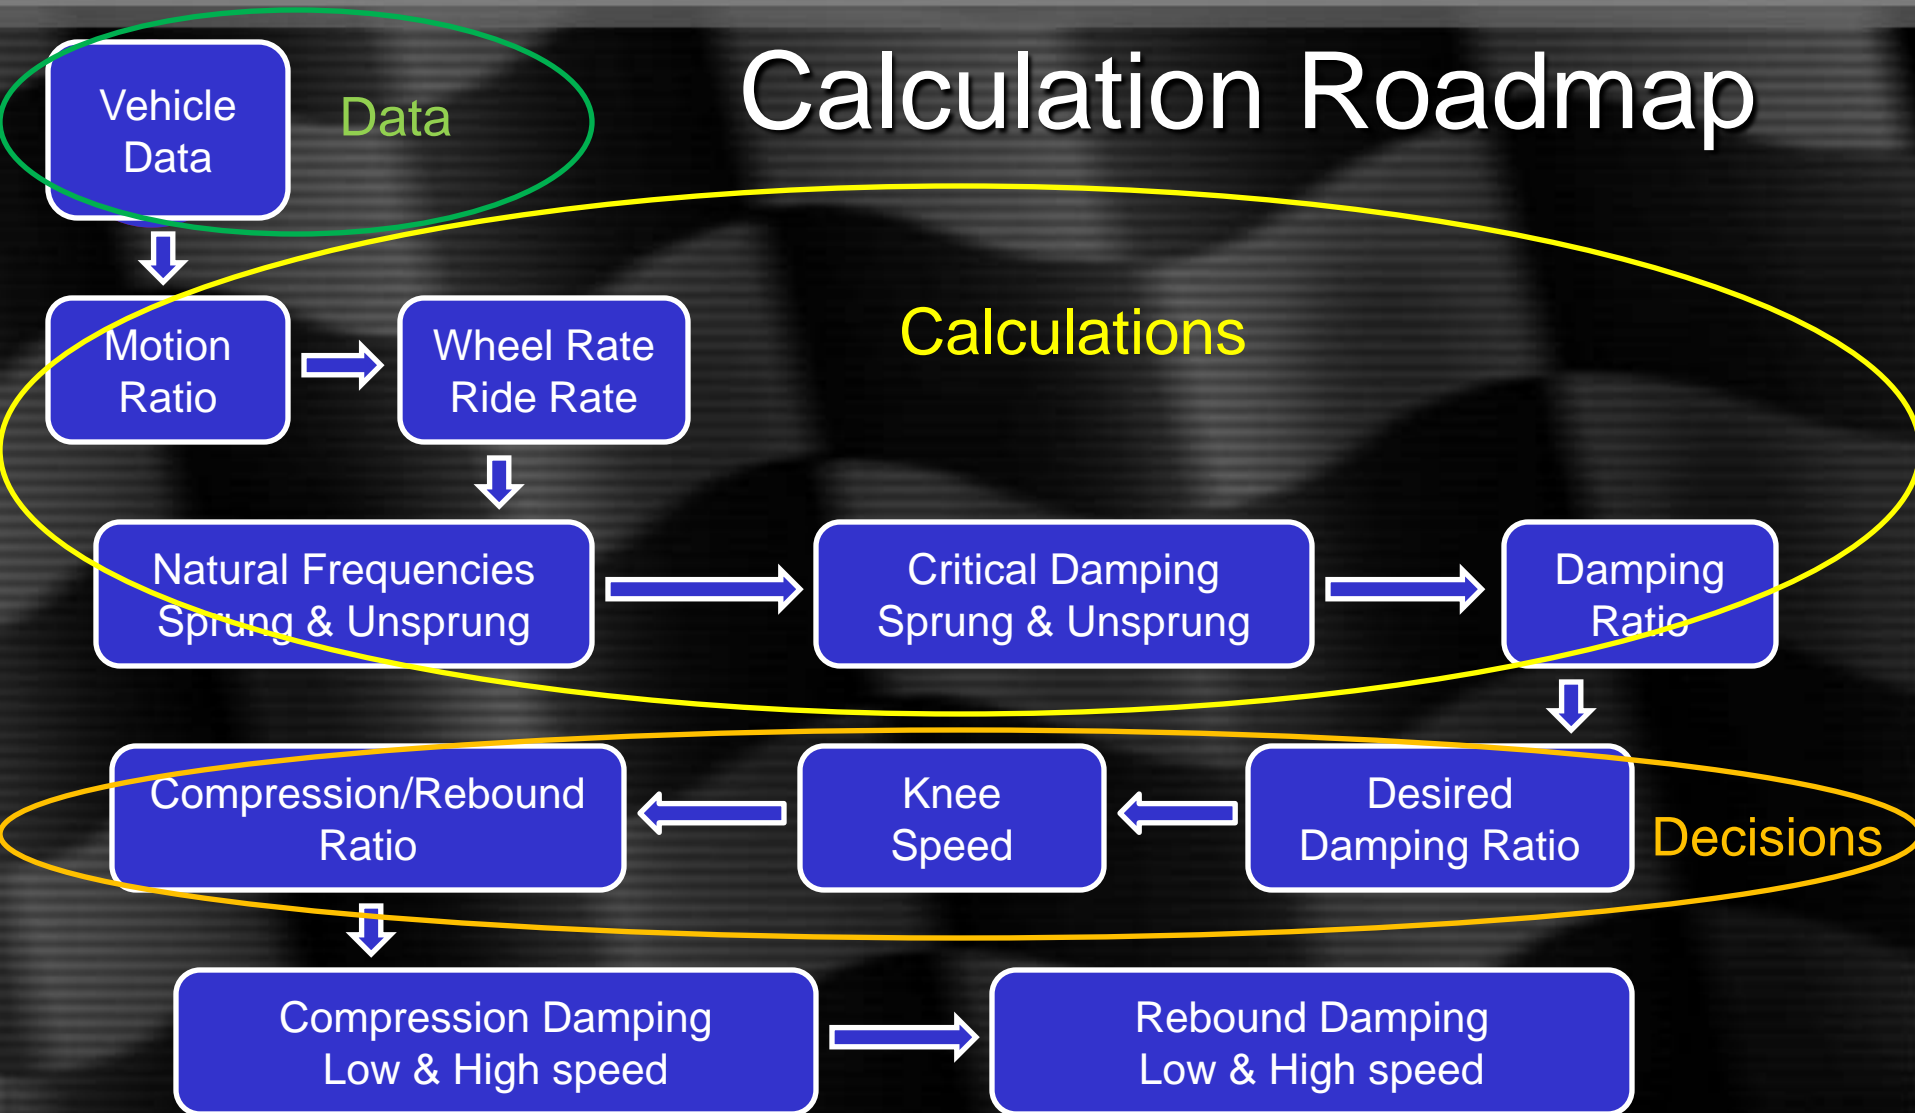 Calculation Roadmap
Vehicle
Data
Data
Motion
Ratio
Wheel Rate
Ride Rate
Calculations
Natural Frequencies
Sprung & Unsprung
Critical Damping
Sprung & Unsprung
Damping
Ratio
Compression/Rebound
Ratio
Knee
Speed
Desired
Damping Ratio
Decisions
Compression Damping
Low & High speed
Rebound Damping
Low & High speed